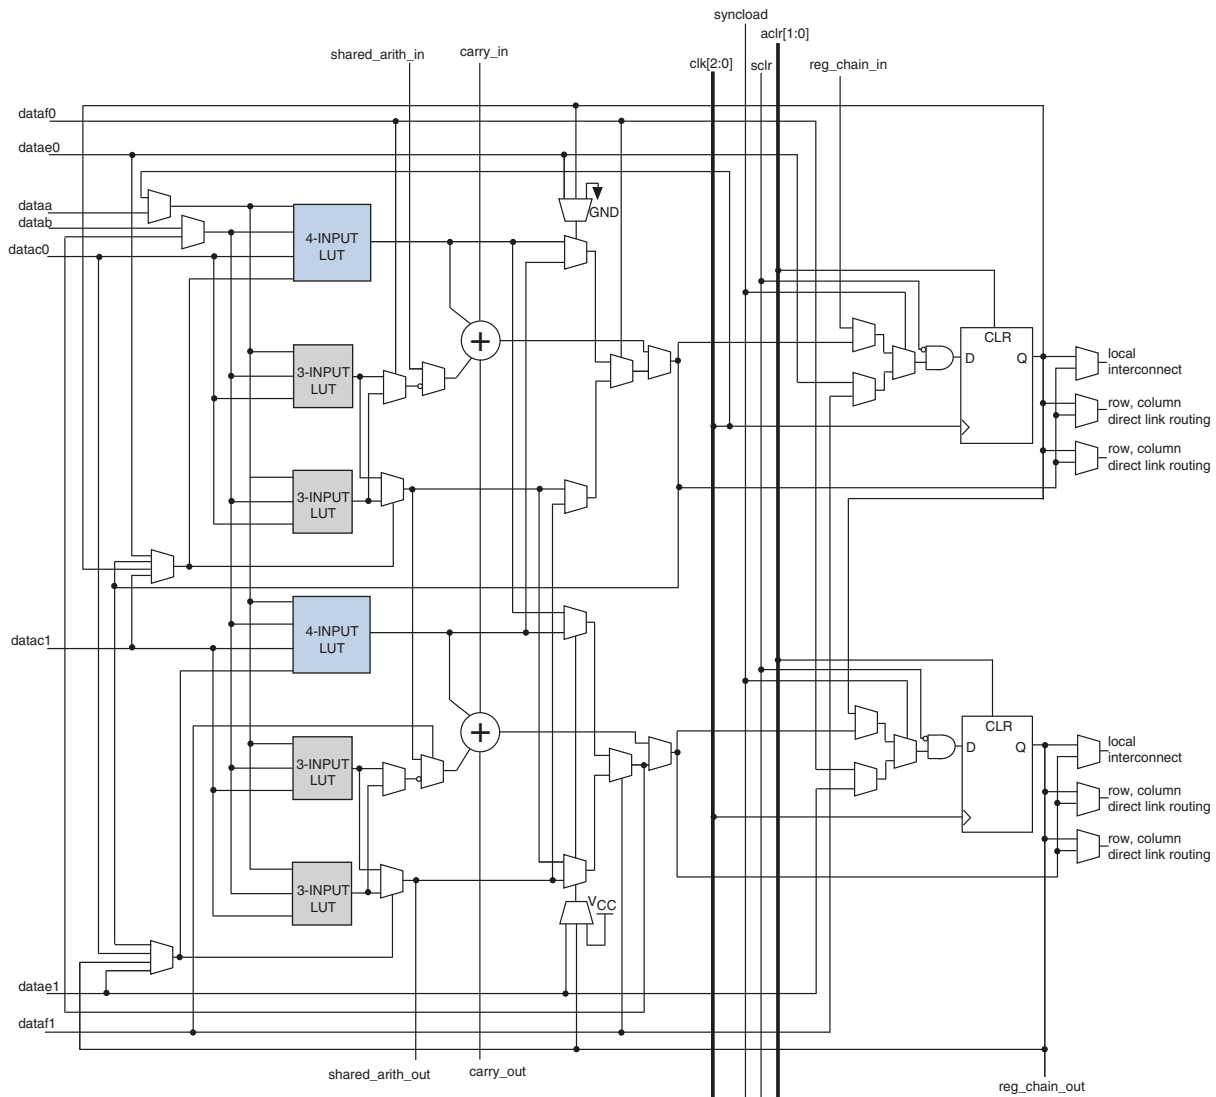 syncload
aclr[1:0]
shared_arith_in
carry_in
clk[2:0]
sclr
reg_chain_in
dataf0
datae0
dataa
datab
datac0
GND
4-INPUT
LUT
+
3-INPUT
LUT
CLR
D
Q
local
interconnect
row, column
direct link routing
row, column
direct link routing
3-INPUT
LUT
4-INPUT
LUT
datac1
+
3-INPUT
LUT
CLR
D
Q
local
interconnect
row, column
direct link routing
row, column
direct link routing
3-INPUT
LUT
VCC
datae1
dataf1
shared_arith_out
carry_out
reg_chain_out